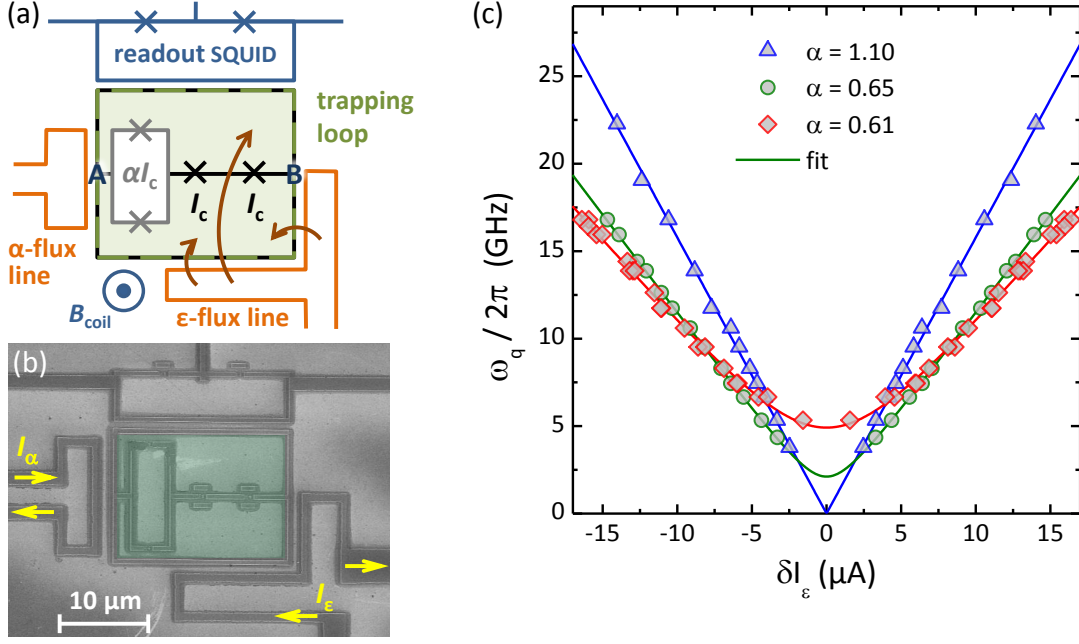 (a)
readout SQUID
trapping
loop
A
αIc
B
Ic
Ic
α-flux
line
Bcoil
ε-flux line
(b)
Iα
Iε
10 µm
(c)
ωq / 2π (GHz)
25
20
15
10
5
0
α = 1.10
α = 0.65
α = 0.61
fit
-15
-10
-5
0
5
10
15
δIε (µA)